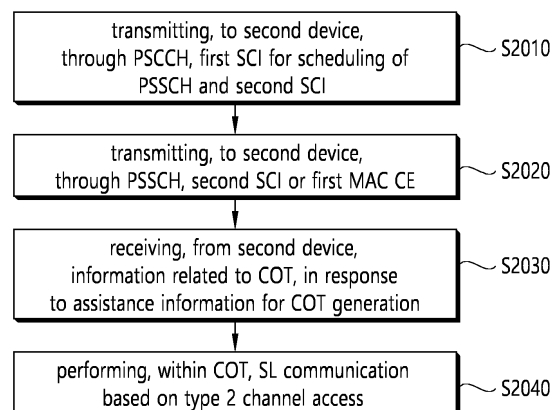 transmitting, to second device,
through PSCCH, first SCI for scheduling of
PSSCH and second SCI
S2010
transmitting, to second device,
through PSSCH, second SCI or first MAC CE
S2020
receiving, from second device,
information related to COT, in response
to assistance information for COT generation
S2030
performing, within COT, SL communication
based on type 2 channel access
S2040